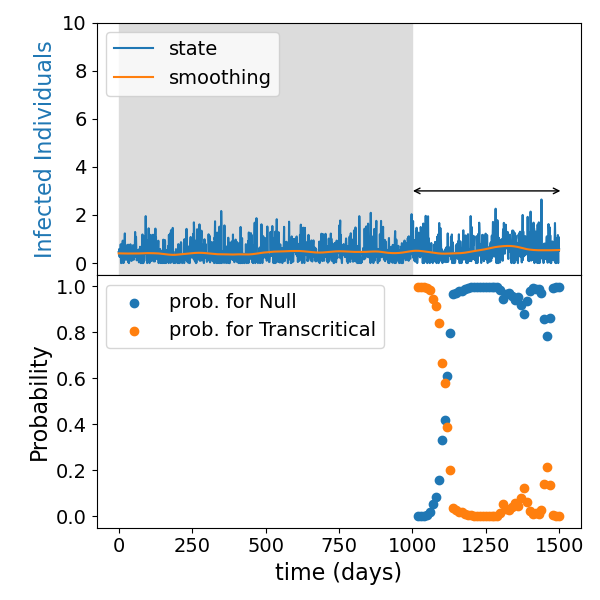 10
8
6
4
2
0
Infected Individuals
state
smoothing
1.0
0.8
0.6
0.4
0.2
0.0
Probability
prob. for Null
prob. for Transcritical
0 250 500 750 1000 1250 1500
time (days)